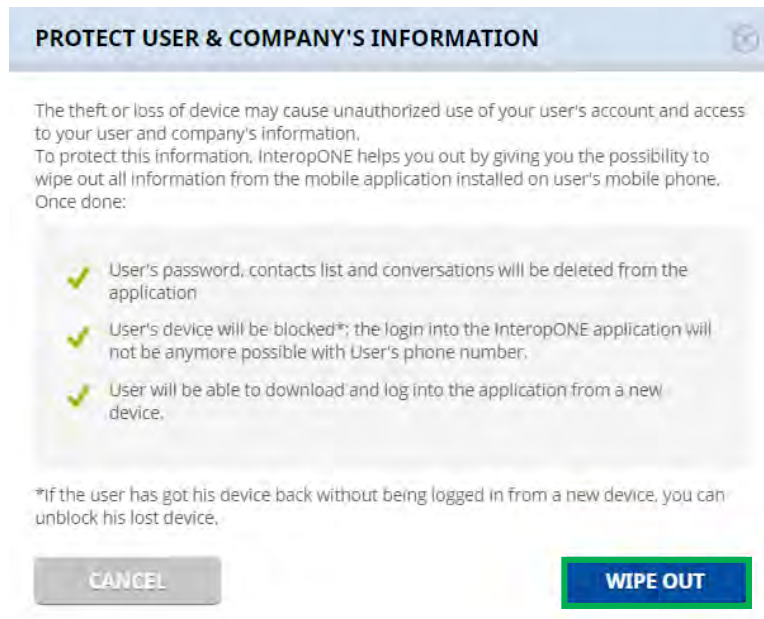 PROTECT USER & COMPANY'S INFORMATION
The theft or loss of device may cause unauthorized use of your user's account and access
to your user and company's information.
To protect this information, InteropONE helps you out by giving you the possibility to
wipe out all information from the mobile application installed on user's mobile phone.
Once done:
User's password, contacts list and conversations will be deleted from the
application
User's device will be blocked*: the login into the InteropONE application will
not be anymore possible with User's phone number.
User will be able to download and log into the application from a new
device.
*If the user has got his device back without being logged in from a new device, you can
unblock his lost device.
CANCEL
WIPE OUT